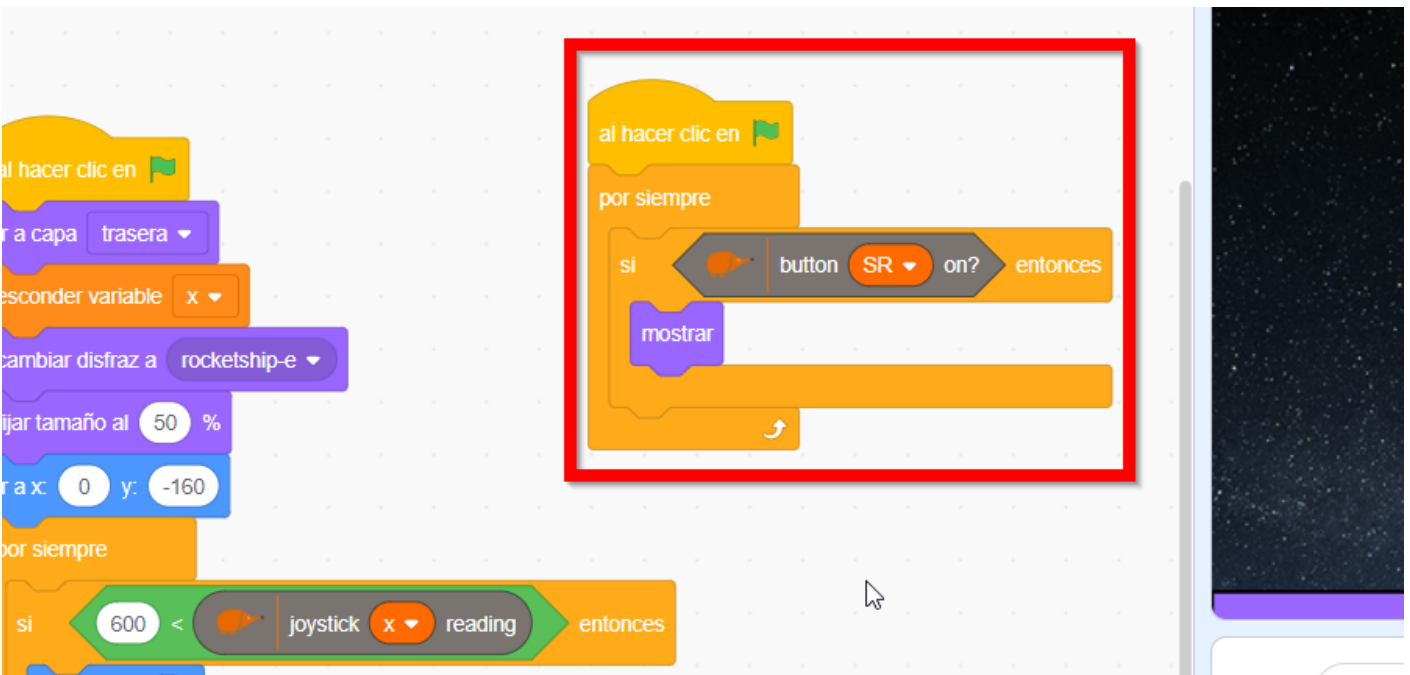 al hacer clic en
r a capa trasera
esconder variable x
cambiar disfraz a rocketship-e
fijar tamaño al 50 %
r a x: 0 y: -160
por siempre
si 600 < joystick x reading entonces
al hacer clic en
por siempre
si button SR on? entonces
mostrar